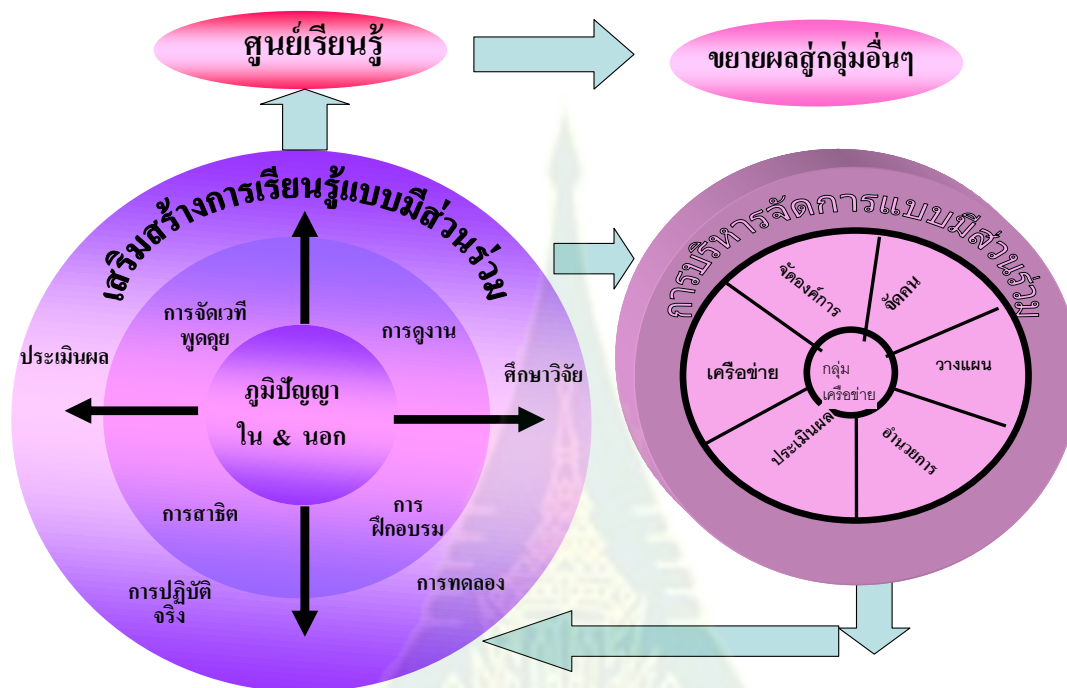 ศูนย์เรียนรู้
ขยายผลสู่กลุ่มอื่นๆ
เสริมสร้างการเรียนรู้แบบมีส่วนร่วม
การจัดเวที
พูดคุย
การดูงาน
ประเมินผล
ศึกษาวิจัย
ภูมิปัญญา
ใน & นอก
การสาธิต
การ
ฝึกอบรม
การปฏิบัติ
จริง
การทดลอง
การบริหารจัดการแบบมีส่วนร่วม
จัดองค์การ
จัดคน
เครือข่าย
วางแผน
กลุ่ม
เครือข่าย
ประเมินผล
อำนวยการ